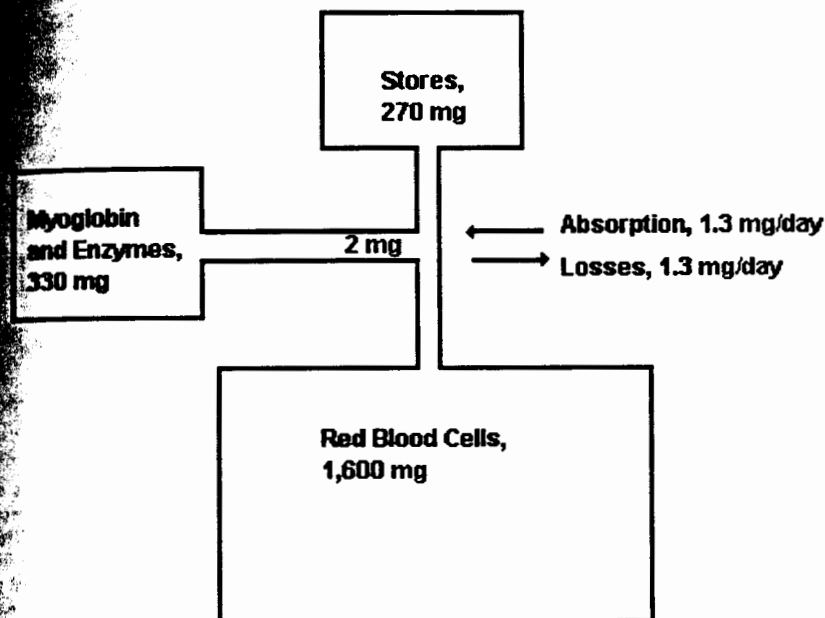 Stores,
270 mg
Myoglobin
and Enzymes,
330 mg
2 mg
Absorption, 1.3 mg/day
Losses, 1.3 mg/day
Red Blood Cells,
1,600 mg